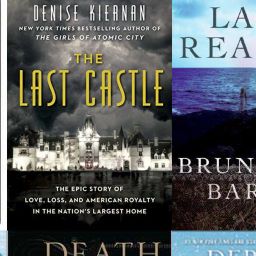 DENISE KIERNAN
NEW YORK TIMES BESTSELLING AUTHOR OF
THE GIRLS OF ATOMIC CITY
THE
LAST CASTLE
THE EPIC STORY OF
LOVE, LOSS, AND AMERICAN ROYALTY
IN THE NATION'S LARGEST HOME
DEATH
LA
REA
BRUN
BAR